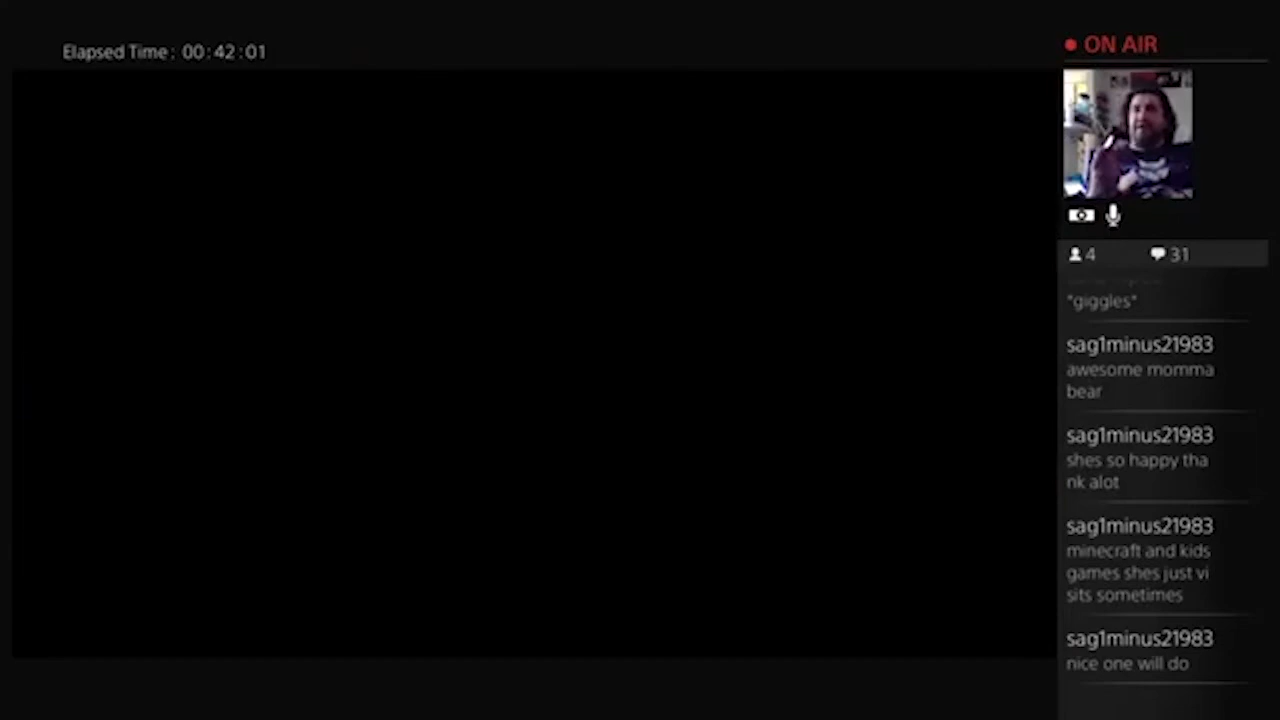 Elapsed Time: 00:42:01
ON AIR
4
31
*giggles*
sag1minus21983
awesome momma
bear
sag1minus21983
shes so happy tha
nk alot
sag1minus21983
minecraft and kids
games shes just vi
sits sometimes
sag1minus21983
nice one will do